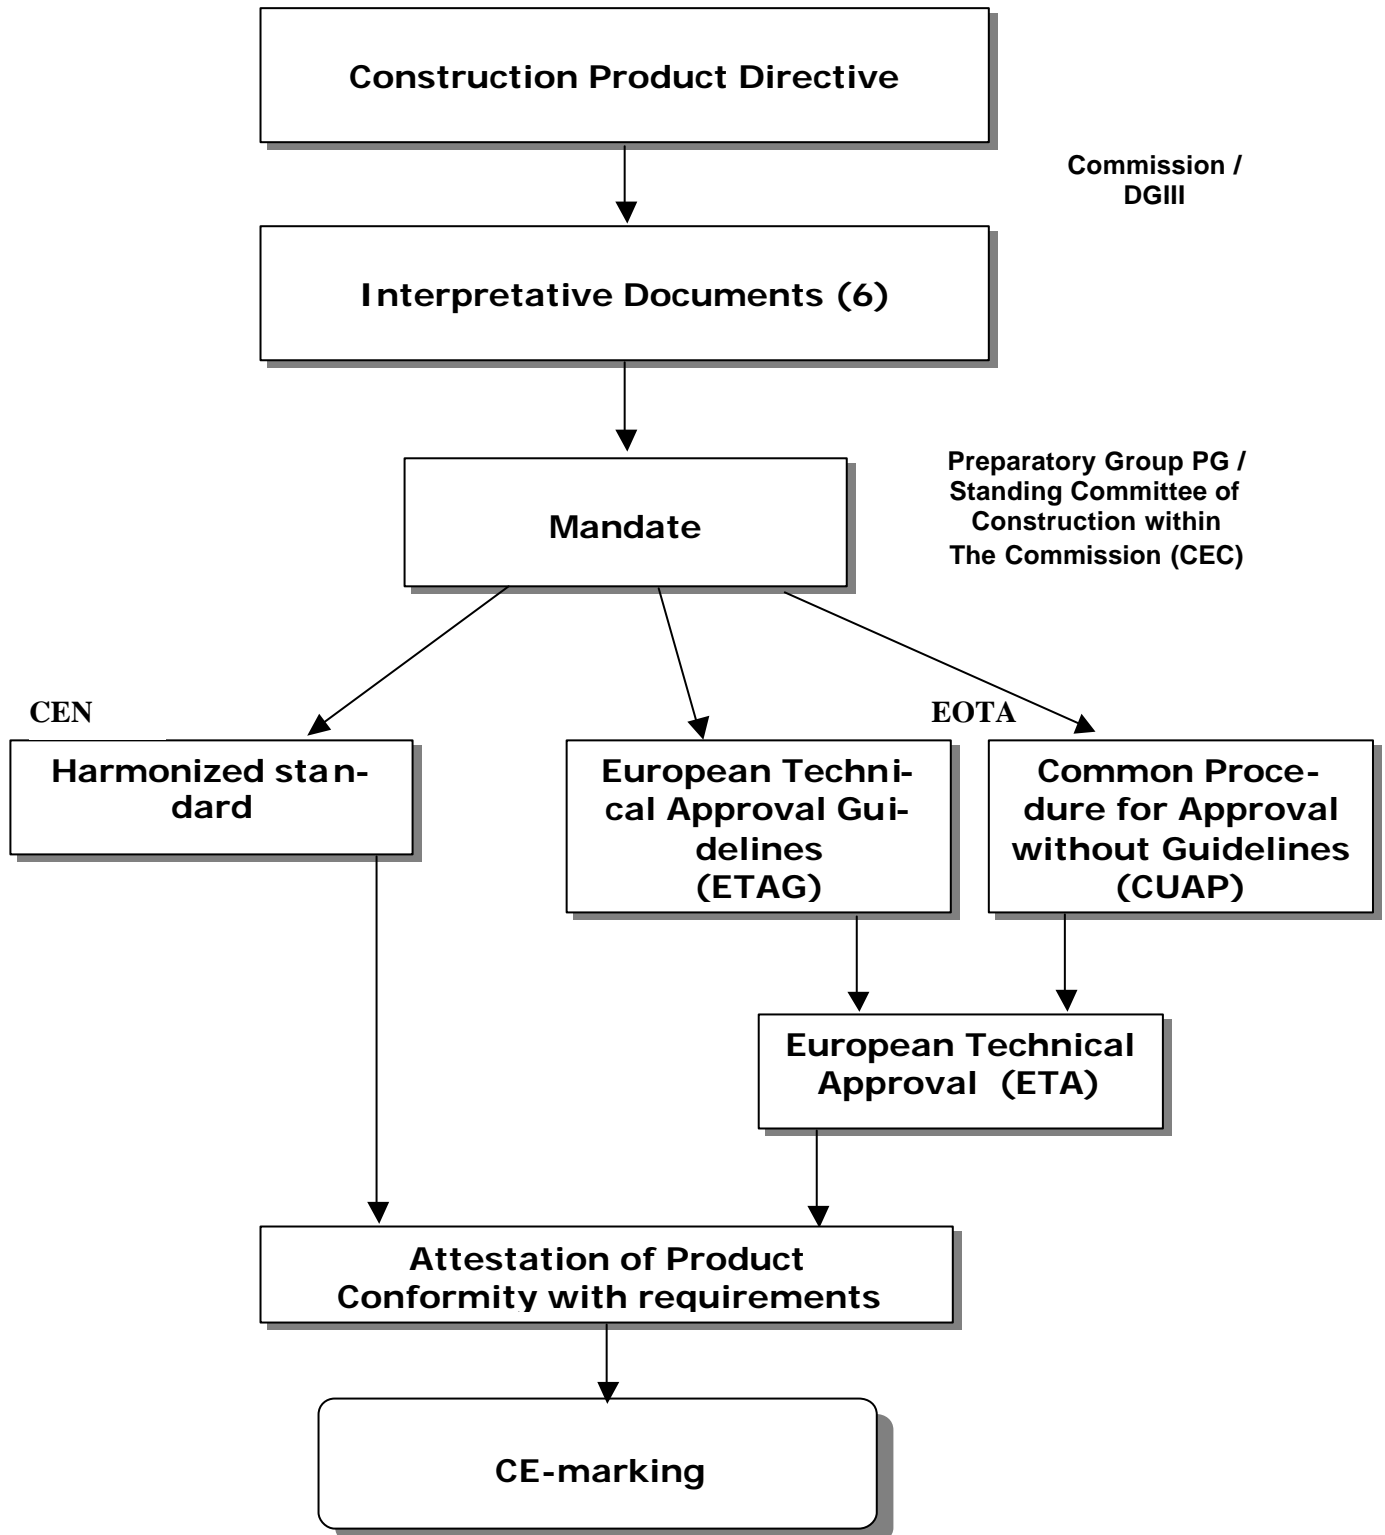 Construction Product Directive
Commission /
DGIII
Interpretative Documents (6)
Preparatory Group PG /
Standing Committee of
Construction within
The Commission (CEC)
Mandate
CEN
EOTA
Harmonized stan-
dard
European Techni-
cal Approval Gui-
delines
(ETAG)
Common Proce-
dure for Approval
without Guidelines
(CUAP)
European Technical
Approval (ETA)
Attestation of Product
Conformity with requirements
CE-marking